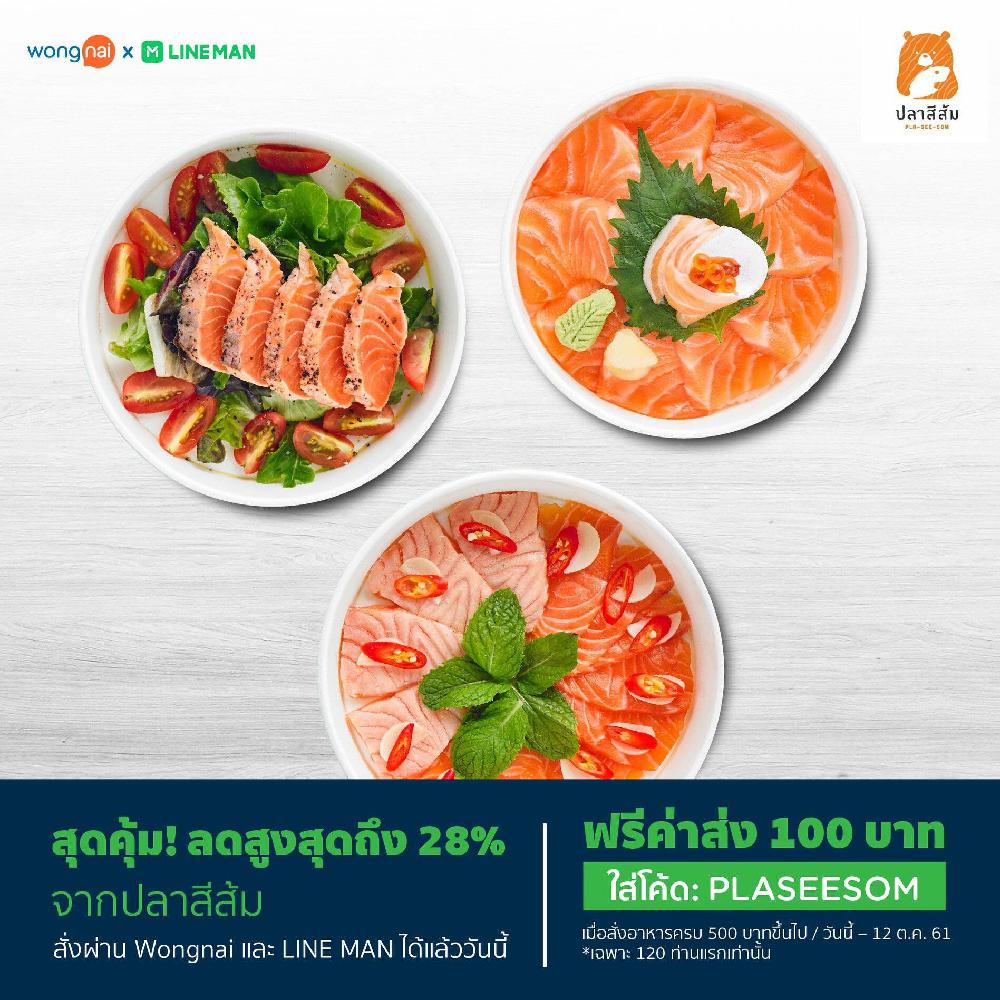 wongnai x LINE MAN
ปลาสีส้ม
PLA-SEE-SOM
สุดคุ้ม! ลดสูงสุดถึง 28%
จากปลาสีส้ม
สั่งผ่าน Wongnai และ LINE MAN ได้แล้ววันนี้
ฟรีค่าส่ง 100 บาท
ใส่โค้ด: PLASEESOM
เมื่อสั่งอาหารครบ 500 บาทขึ้นไป / วันนี้ – 12 ต.ค. 61
*เฉพาะ 120 ท่านแรกเท่านั้น